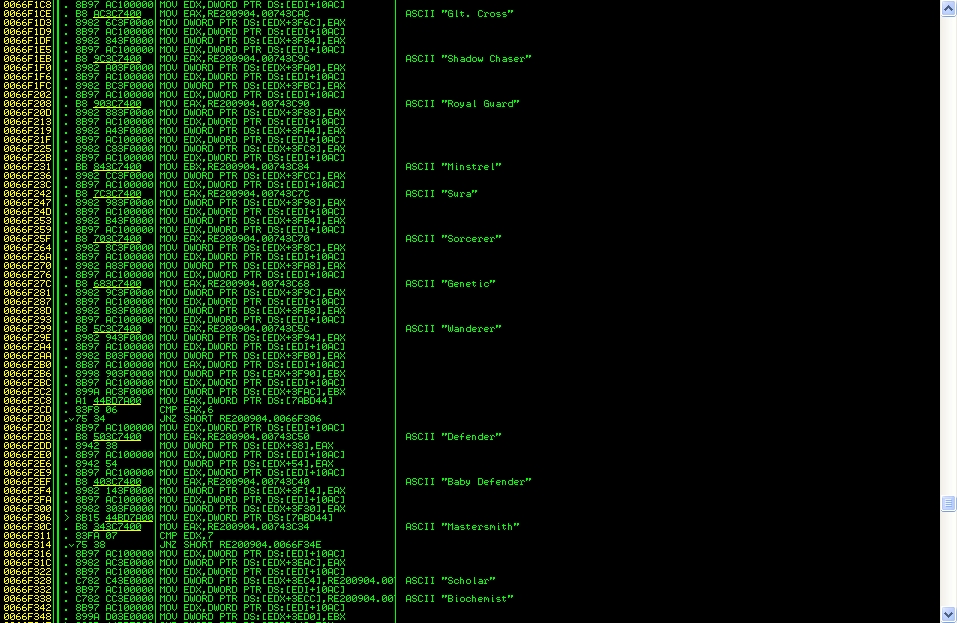 0066F1C8 . 8B97 AC100000 MOV EDX,DWORD PTR DS:[EDI+10AC]
0066F1CE . B8 AC3C7400 MOV EAX,RE200904.00743CAC ASCII "Glt. Cross"
0066F1D3 . 8982 6C3F0000 MOV DWORD PTR DS:[EDX+3F6C],EAX
0066F1D9 . 8B97 AC100000 MOV EDX,DWORD PTR DS:[EDI+10AC]
0066F1DF . 8982 843F0000 MOV DWORD PTR DS:[EDX+3F84],EAX
0066F1E5 . 8B97 AC100000 MOV EDX,DWORD PTR DS:[EDI+10AC]
0066F1EB . B8 9C3C7400 MOV EAX,RE200904.00743C9C ASCII "Shadow Chaser"
0066F1F0 . 8982 A03F0000 MOV DWORD PTR DS:[EDX+3FA0],EAX
0066F1F6 . 8B97 AC100000 MOV EDX,DWORD PTR DS:[EDI+10AC]
0066F1FC . 8982 BC3F0000 MOV DWORD PTR DS:[EDX+3FBC],EAX
0066F202 . 8B97 AC100000 MOV EDX,DWORD PTR DS:[EDI+10AC]
0066F208 . B8 903C7400 MOV EAX,RE200904.00743C90 ASCII "Royal Guard"
0066F20D . 8982 883F0000 MOV DWORD PTR DS:[EDX+3F88],EAX
0066F213 . 8B97 AC100000 MOV EDX,DWORD PTR DS:[EDI+10AC]
0066F219 . 8982 A43F0000 MOV DWORD PTR DS:[EDX+3FA4],EAX
0066F21F . 8B97 AC100000 MOV EDX,DWORD PTR DS:[EDI+10AC]
0066F225 . 8982 C83F0000 MOV DWORD PTR DS:[EDX+3FC8],EAX
0066F22B . 8B97 AC100000 MOV EDX,DWORD PTR DS:[EDI+10AC]
0066F231 . B8 843C7400 MOV EBX,RE200904.00743C84 ASCII "Minstrel"
0066F236 . 8982 CC3F0000 MOV DWORD PTR DS:[EDX+3FCC],EAX
0066F23C . 8B97 AC100000 MOV EDX,DWORD PTR DS:[EDI+10AC]
0066F242 . B8 7C3C7400 MOV EAX,RE200904.00743C7C ASCII "Sura"
0066F247 . 8982 983F0000 MOV DWORD PTR DS:[EDX+3F98],EAX
0066F24D . 8B97 AC100000 MOV EDX,DWORD PTR DS:[EDI+10AC]
0066F253 . 8982 B43F0000 MOV DWORD PTR DS:[EDX+3FB4],EAX
0066F259 . 8B97 AC100000 MOV EDX,DWORD PTR DS:[EDI+10AC]
0066F25F . B8 703C7400 MOV EAX,RE200904.00743C70 ASCII "Sorcerer"
0066F264 . 8982 8C3F0000 MOV DWORD PTR DS:[EDX+3F8C],EAX
0066F26A . 8B97 AC100000 MOV EDX,DWORD PTR DS:[EDI+10AC]
0066F270 . 8982 A83F0000 MOV DWORD PTR DS:[EDX+3FA8],EAX
0066F276 . 8B97 AC100000 MOV EDX,DWORD PTR DS:[EDI+10AC]
0066F27C . B8 683C7400 MOV EAX,RE200904.00743C68 ASCII "Genetic"
0066F281 . 8982 9C3F0000 MOV DWORD PTR DS:[EDX+3F9C],EAX
0066F287 . 8B97 AC100000 MOV EDX,DWORD PTR DS:[EDI+10AC]
0066F28D . 8982 B83F0000 MOV DWORD PTR DS:[EDX+3FB8],EAX
0066F293 . 8B97 AC100000 MOV EDX,DWORD PTR DS:[EDI+10AC]
0066F299 . B8 5C3C7400 MOV EAX,RE200904.00743C5C ASCII "Wanderer"
0066F29E . 8982 943F0000 MOV DWORD PTR DS:[EDX+3F94],EAX
0066F2A4 . 8B97 AC100000 MOV EDX,DWORD PTR DS:[EDI+10AC]
0066F2AA . 8982 B03F0000 MOV DWORD PTR DS:[EDX+3FB0],EAX
0066F2B0 . 8B87 AC100000 MOV EAX,DWORD PTR DS:[EDI+10AC]
0066F2B6 . 8998 903F0000 MOV DWORD PTR DS:[EAX+3F90],EBX
0066F2BC . 8B97 AC100000 MOV EDX,DWORD PTR DS:[EDI+10AC]
0066F2C2 . 899A AC3F0000 MOV DWORD PTR DS:[EDX+3FAC],EBX
0066F2C8 . A1 44BD7A00 MOV EAX,DWORD PTR DS:[7ABD44]
0066F2CD . 83F8 06 CMP EAX,6
0066F2D0 .v75 34 JNZ SHORT RE200904.0066F306
0066F2D2 . 8B97 AC100000 MOV EDX,DWORD PTR DS:[EDI+10AC]
0066F2D8 . B8 503C7400 MOV EAX,RE200904.00743C50 ASCII "Defender"
0066F2DD . 8942 38 MOV DWORD PTR DS:[EDX+38],EAX
0066F2E0 . 8B97 AC100000 MOV EDX,DWORD PTR DS:[EDI+10AC]
0066F2E6 . 8942 54 MOV DWORD PTR DS:[EDX+54],EAX
0066F2E9 . 8B97 AC100000 MOV EDX,DWORD PTR DS:[EDI+10AC]
0066F2EF . B8 403C7400 MOV EAX,RE200904.00743C40 ASCII "Baby Defender"
0066F2F4 . 8982 143F0000 MOV DWORD PTR DS:[EDX+3F14],EAX
0066F2FA . 8B97 AC100000 MOV EDX,DWORD PTR DS:[EDI+10AC]
0066F300 . 8982 303F0000 MOV DWORD PTR DS:[EDX+3F30],EAX
0066F306 > 8B15 44BD7A00 MOV EDX,DWORD PTR DS:[7ABD44]
0066F30C . B8 343C7400 MOV EAX,RE200904.00743C34 ASCII "Mastersmith"
0066F311 . 83FA 07 CMP EDX,7
0066F314 .v75 38 JNZ SHORT RE200904.0066F34E
0066F316 . 8B97 AC100000 MOV EDX,DWORD PTR DS:[EDI+10AC]
0066F31C . 8982 AC3E0000 MOV DWORD PTR DS:[EDX+3EAC],EAX
0066F322 . 8B97 AC100000 MOV EDX,DWORD PTR DS:[EDI+10AC]
0066F328 . C782 C43E0000 MOV DWORD PTR DS:[EDX+3EC4],RE200904.007 ASCII "Scholar"
0066F332 . 8B97 AC100000 MOV EDX,DWORD PTR DS:[EDI+10AC]
0066F338 . C782 CC3E0000 MOV DWORD PTR DS:[EDX+3ECC],RE200904.007 ASCII "Biochemist"
0066F342 . 8B97 AC100000 MOV EDX,DWORD PTR DS:[EDI+10AC]
0066F348 . 899A D03E0000 MOV DWORD PTR DS:[EDX+3ED0],EBX